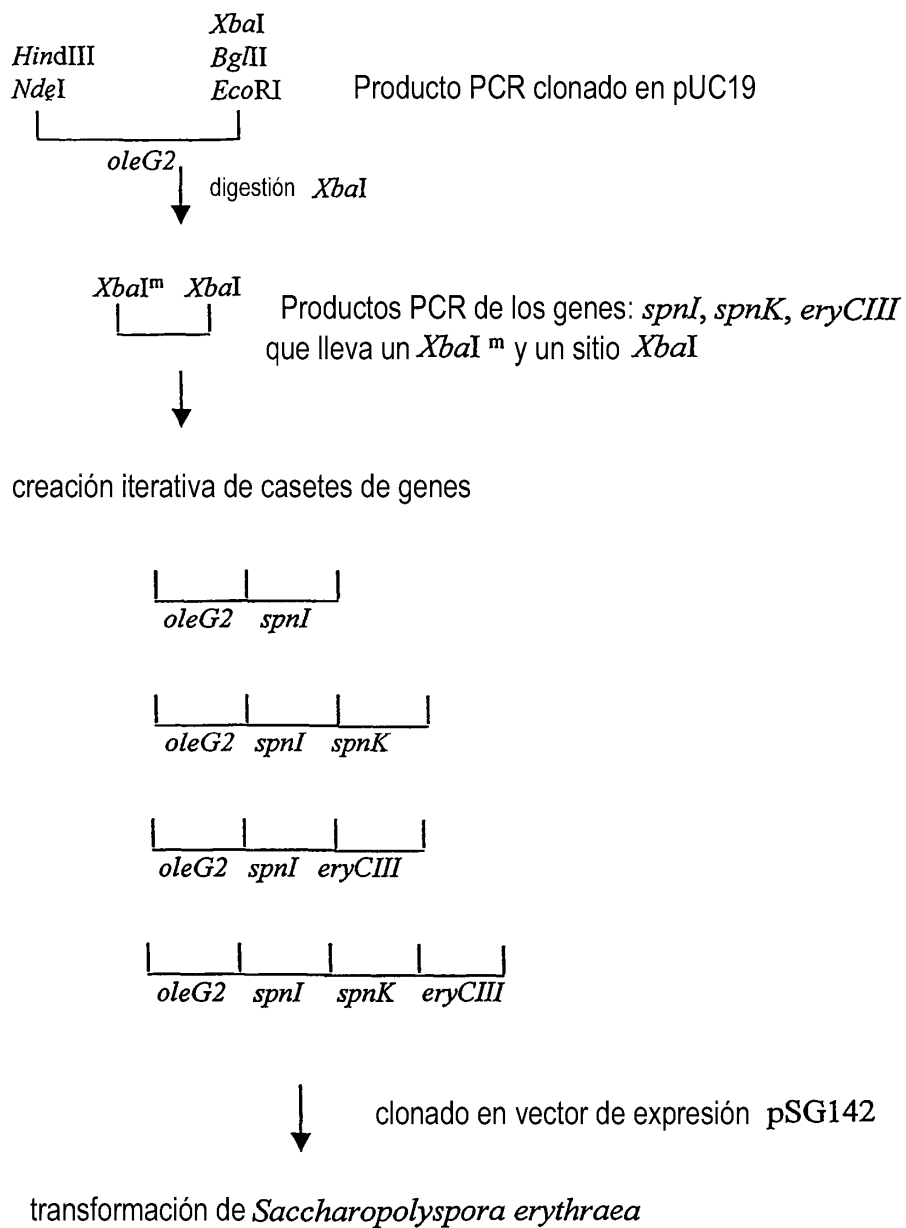 XbaI
HindIII BglII
NdeI EcoRI Producto PCR clonado en pUC19
oleG2
digestión XbaI
XbaIᵐ XbaI
Productos PCR de los genes: spnI, spnK, eryCIII
que lleva un XbaI ᵐ y un sitio XbaI
creación iterativa de casetes de genes
oleG2 spnI
oleG2 spnI spnK
oleG2 spnI eryCIII
oleG2 spnI spnK eryCIII
clonado en vector de expresión pSG142
transformación de Saccharopolyspora erythraea